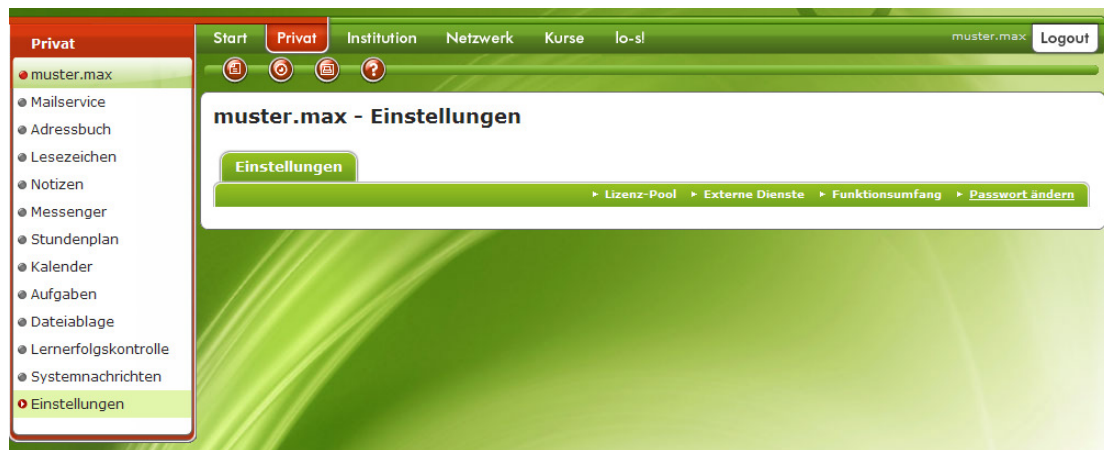 Privat
muster.max
Mailservice
Adressbuch
Lesezeichen
Notizen
Messenger
Stundenplan
Kalender
Aufgaben
Dateiablage
Lernerfolgskontrolle
Systemnachrichten
Einstellungen
Start Privat Institution Netzwerk Kurse lo-s! muster.max Logout
?
muster.max - Einstellungen
Einstellungen
Lizenz-Pool Externe Dienste Funktionsumfang Passwort ändern